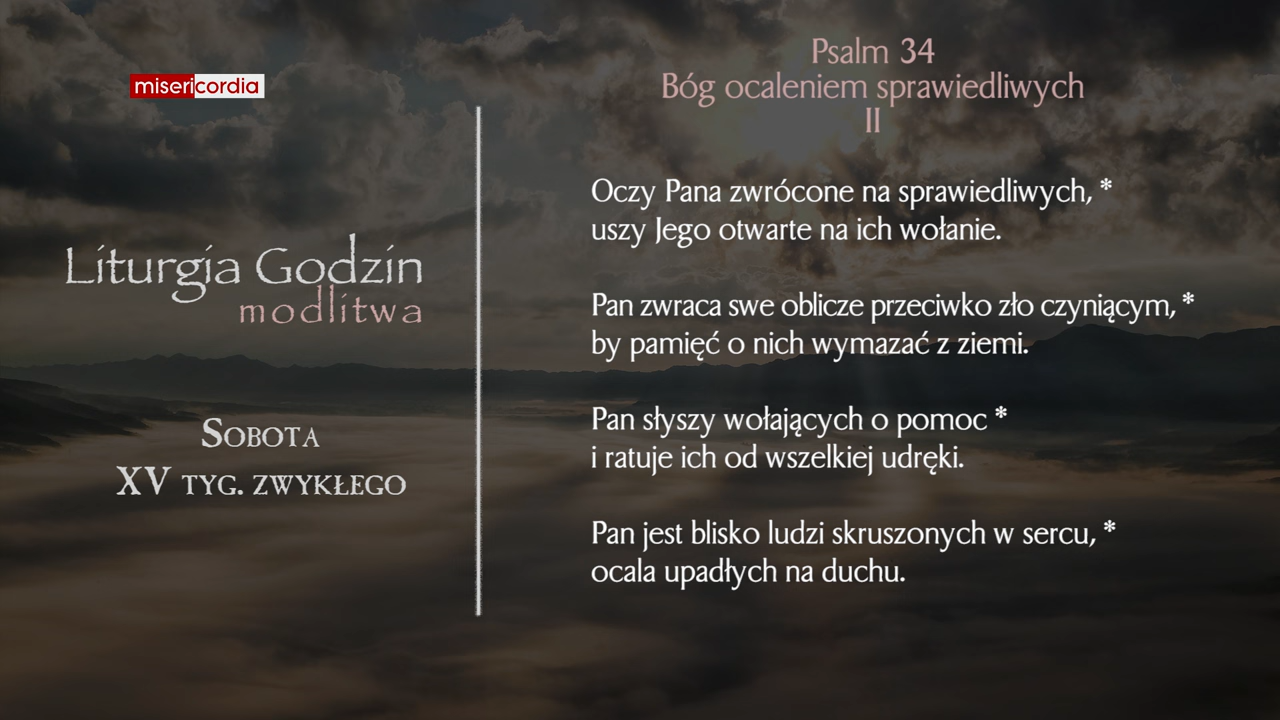 misericordia
Liturgia Godzin
modlitwa
Sobota
XV tyg. zwykłego
Psalm 34
Bóg ocaleniem sprawiedliwych
II
Oczy Pana zwrócone na sprawiedliwych, *
uszy Jego otwarte na ich wołanie.
Pan zwraca swe oblicze przeciwko zło czyniącym, *
by pamięć o nich wymazać z ziemi.
Pan słyszy wołających o pomoc *
i ratuje ich od wszelkiej udręki.
Pan jest blisko ludzi skruszonych w sercu, *
ocala upadłych na duchu.